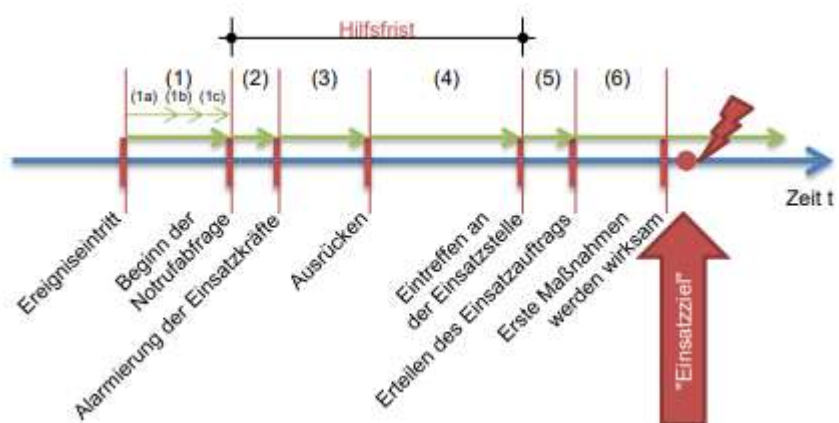 Hilfsfrist
(1) (2) (3) (4) (5) (6)
(1a) (1b) (1c)
Zeit t
Ereigniseintritt
Beginn der
Notrufabfrage
Alarmierung der Einsatzkräfte
Ausrücken
Eintreffen an
der Einsatzstelle
Erteilen des Einsatzauftrags
Erste Maßnahmen
werden wirksam
"Einsatzziel"